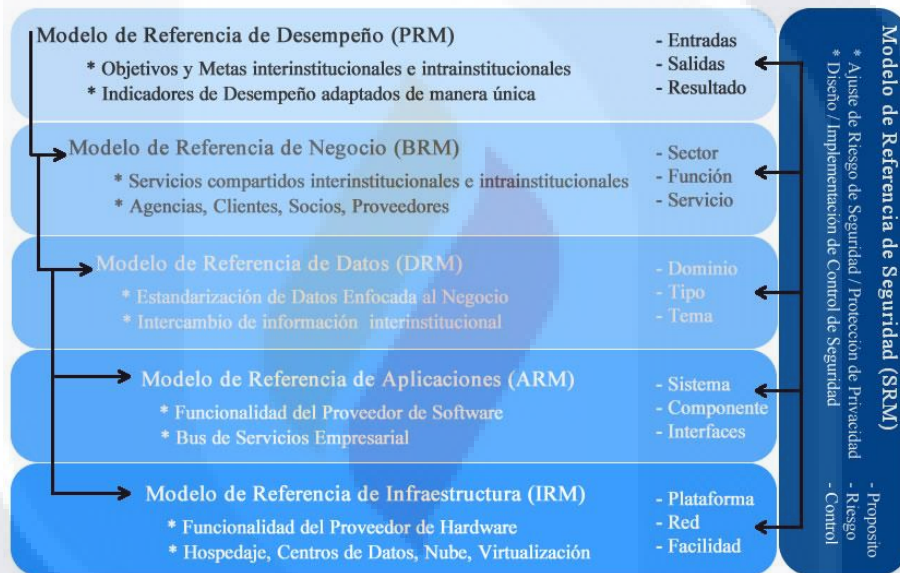 Modelo de Referencia de Desempeño (PRM)
* Objetivos y Metas interinstitucionales e intrainstitucionales
* Indicadores de Desempeño adaptados de manera única
- Entradas
- Salidas
- Resultado
Modelo de Referencia de Negocio (BRM)
* Servicios compartidos interinstitucionales e intrainstitucionales
* Agencias, Clientes, Socios, Proveedores
- Sector
- Función
- Servicio
Modelo de Referencia de Datos (DRM)
* Estandarización de Datos Enfocada al Negocio
* Intercambio de información interinstitucional
- Dominio
- Tipo
- Tema
Modelo de Referencia de Aplicaciones (ARM)
* Funcionalidad del Proveedor de Software
* Bus de Servicios Empresarial
- Sistema
- Componente
- Interfaces
Modelo de Referencia de Infraestructura (IRM)
* Funcionalidad del Proveedor de Hardware
* Hospedaje, Centros de Datos, Nube, Virtualización
- Plataforma
- Red
- Facilidad
Modelo de Referencia de Seguridad (SRM)
* Ajuste de Riesgo de Seguridad / Protección de Privacidad
* Diseño / Implementación de Control de Seguridad
- Proposito
- Riesgo
- Control